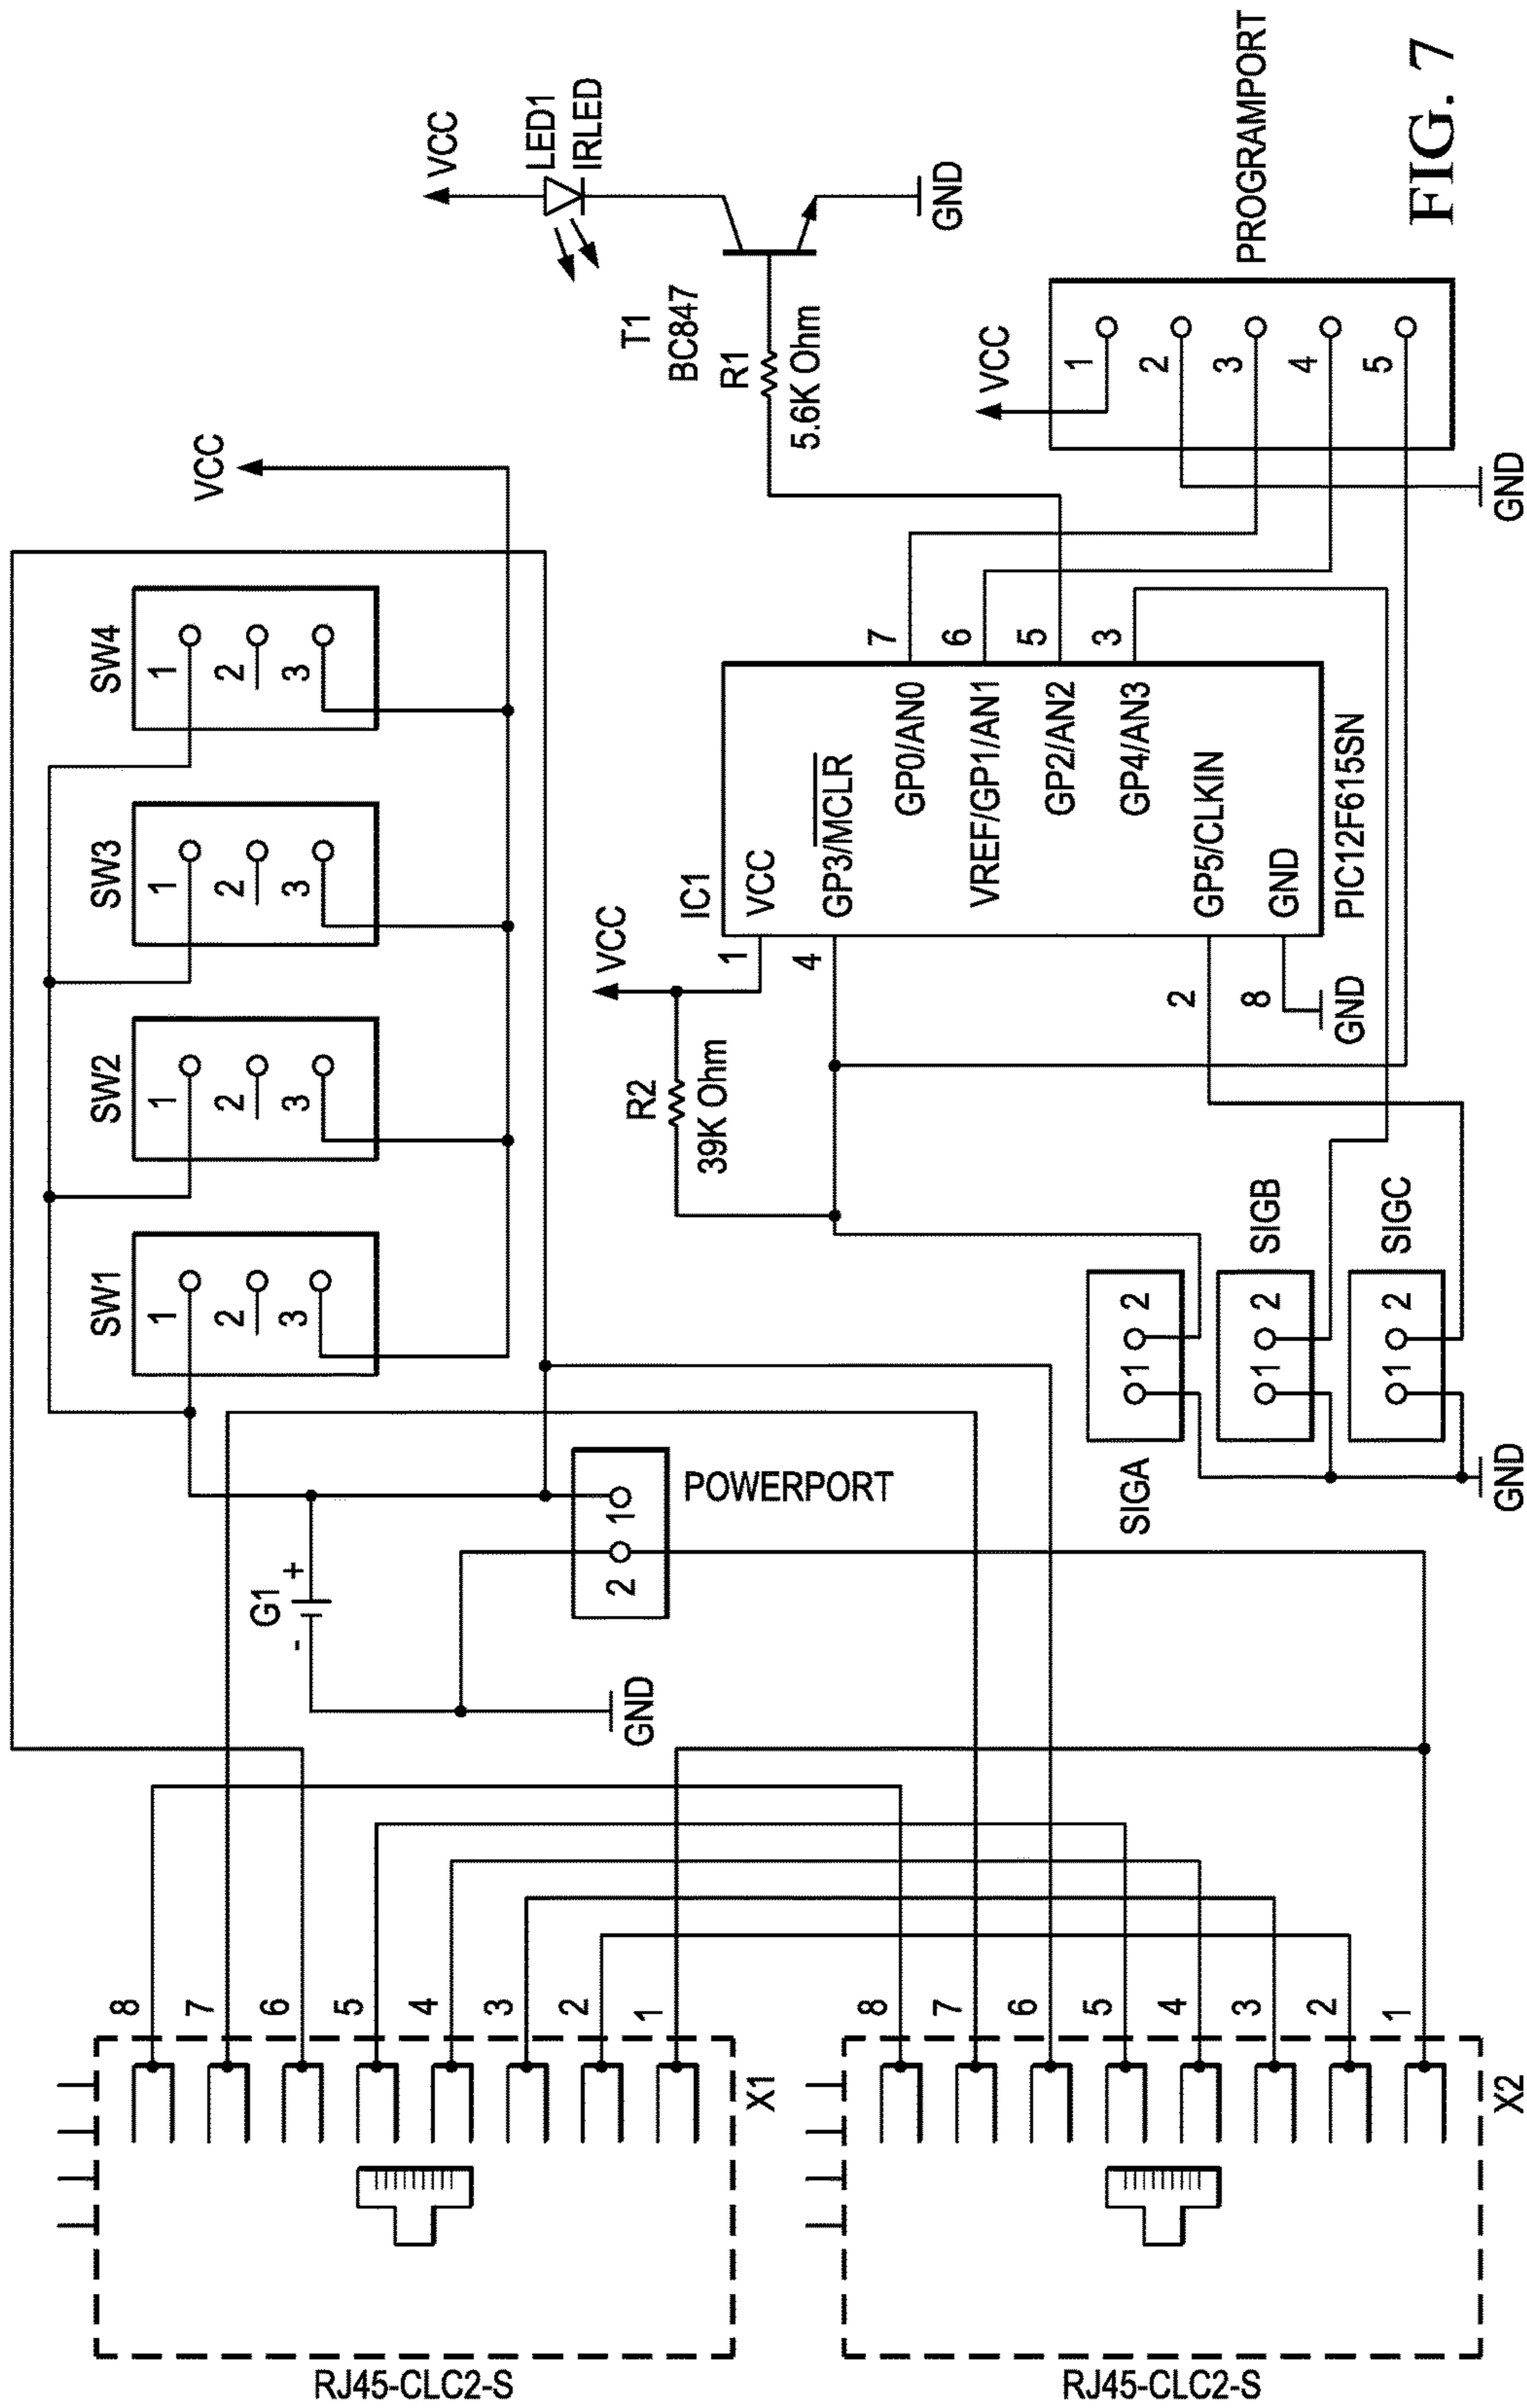 RJ45-CLC2-S
8
7
6
5
4
3
2
1
X1
RJ45-CLC2-S
8
7
6
5
4
3
2
1
X2
G1
-
+
GND
2
1
POWERPORT
SW1
1
2
3
SW2
1
2
3
SW3
1
2
3
SW4
1
2
3
VCC
SIGA
1
2
SIGB
1
2
SIGC
1
2
GND
R2
39K Ohm
VCC
1
4
2
8
GND
IC1
VCC
GP3/MCLR
GP0/AN0
VREF/GP1/AN1
GP2/AN2
GP4/AN3
GP5/CLKIN
GND
PIC12F615SN
7
6
5
3
T1
BC847
R1
5.6K Ohm
VCC
LED1
IRLED
GND
VCC
1
2
3
4
5
GND
PROGRAMPORT
FIG. 7